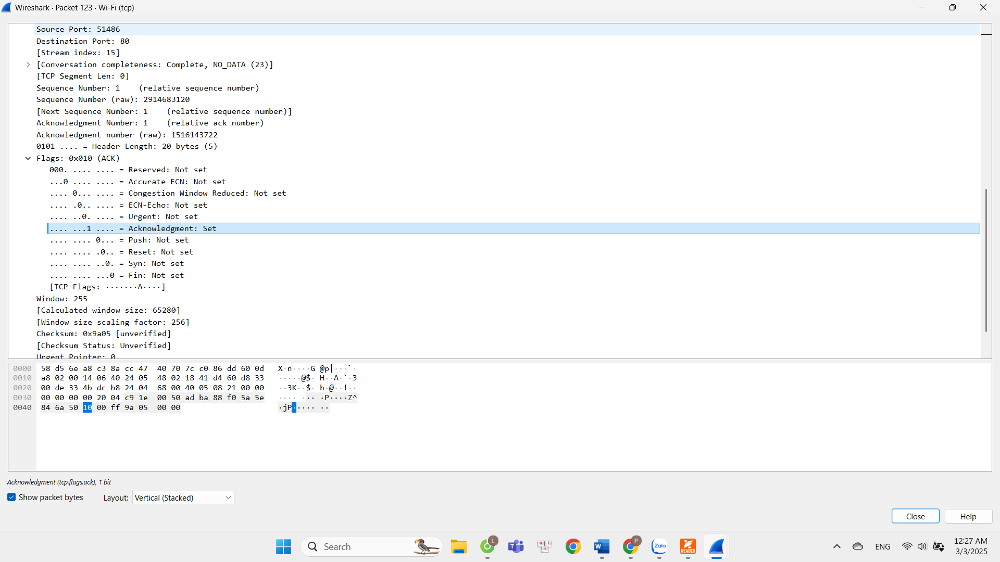 Wireshark · Packet 123 · Wi-Fi (tcp)
Source Port: 51486
Destination Port: 80
[Stream index: 15]
[Conversation completeness: Complete, NO_DATA (23)]
[TCP Segment Len: 0]
Sequence Number: 1    (relative sequence number)
Sequence Number (raw): 2914683120
[Next Sequence Number: 1    (relative sequence number)]
Acknowledgment Number: 1    (relative ack number)
Acknowledgment number (raw): 1516143722
0101 .... = Header Length: 20 bytes (5)
Flags: 0x010 (ACK)
000. .... .... = Reserved: Not set
...0 .... .... = Accurate ECN: Not set
.... 0... .... = Congestion Window Reduced: Not set
.... .0.. .... = ECN-Echo: Not set
.... ..0. .... = Urgent: Not set
.... ...1 .... = Acknowledgment: Set
.... .... 0... = Push: Not set
.... .... .0.. = Reset: Not set
.... .... ..0. = Syn: Not set
.... .... ...0 = Fin: Not set
[TCP Flags: ·······A····]
Window: 255
[Calculated window size: 65280]
[Window size scaling factor: 256]
Checksum: 0x9a05 [unverified]
[Checksum Status: Unverified]
Urgent Pointer: 0
0000 58 d5 6e a8 c3 8a cc 47 40 70 7c c0 86 dd 60 0d X·n····G @p|···`·
0010 a8 02 00 14 06 40 24 05 48 02 18 41 d4 60 d8 33 ·····@$· H··A·`·3
0020 00 de 33 4b dc b8 24 04 68 00 40 05 08 21 00 00 ··3K··$· h·@··!··
0030 00 00 00 00 20 04 c9 1e 00 50 ad ba 88 f0 5a 5e ···· ··· ·P····Z^
0040 84 6a 50 10 00 ff 9a 05 00 00 ·jP····· ··
Acknowledgment (tcp.flags.ack), 1 bit
Show packet bytes
Layout: Vertical (Stacked)
Close
Help
Search
L
P
Zalo
READER
ENG
12:27 AM
3/3/2025